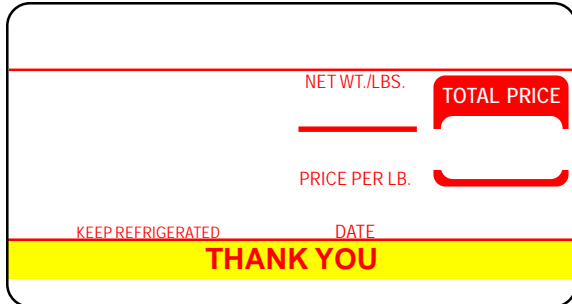 NET WT./LBS.
TOTAL PRICE
PRICE PER LB.
KEEP REFRIGERATED DATE
THANK YOU